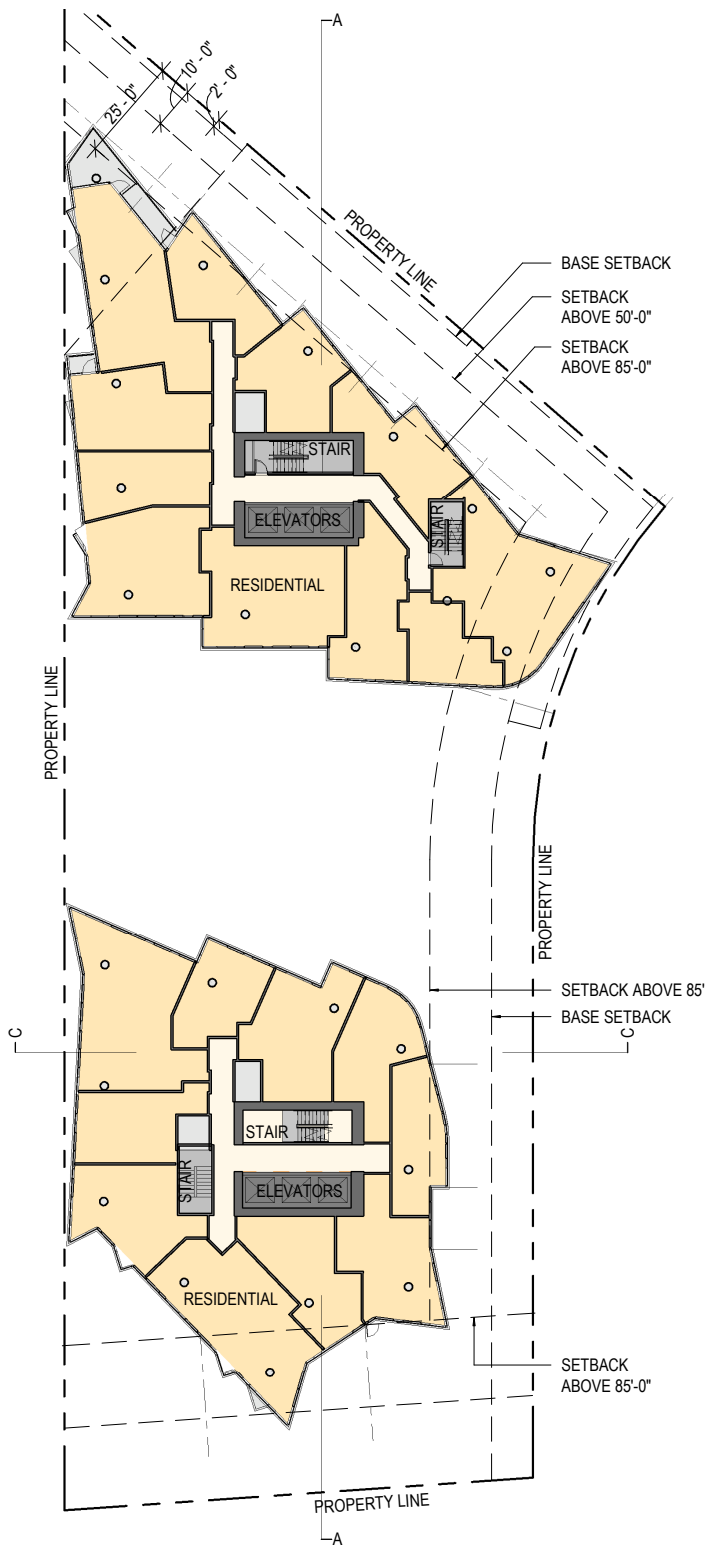 A
10' - 0"
2' - 0"
25' - 0"
PROPERTY LINE
BASE SETBACK
SETBACK
ABOVE 50'-0"
SETBACK
ABOVE 85'-0"
STAIR
ELEVATORS
STAIR
RESIDENTIAL
PROPERTY LINE
PROPERTY LINE
SETBACK ABOVE 85'
BASE SETBACK
C
C
STAIR
STAIR
ELEVATORS
RESIDENTIAL
SETBACK
ABOVE 85'-0"
PROPERTY LINE
A